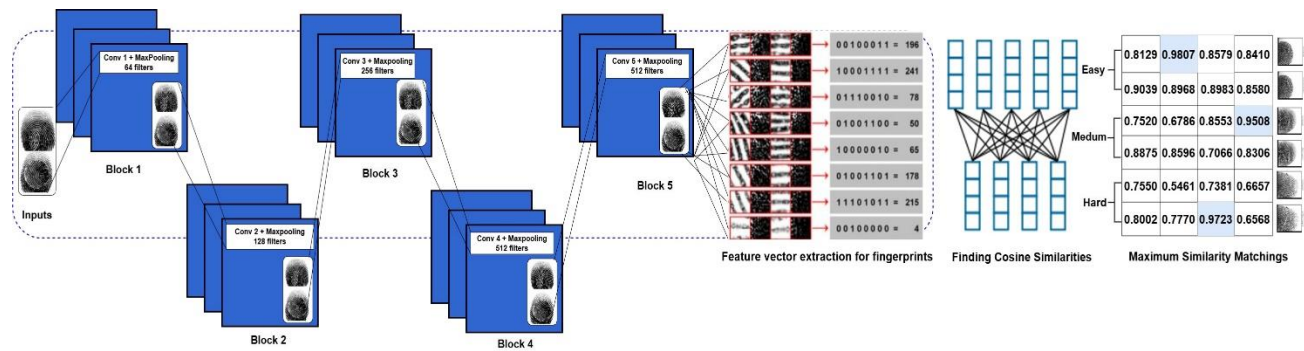 Inputs
Conv 1 + MaxPooling
64 filters
Block 1
Conv 2 + Maxpooling
128 filters
Block 2
Conv 3 + Maxpooling
256 filters
Block 3
Conv 4 + Maxpooling
512 filters
Block 4
Conv 5 + Maxpooling
512 filters
Block 5
00100011 = 196
10001111 = 241
01110010 = 78
01001100 = 50
10000010 = 65
01001101 = 178
11101011 = 215
00100000 = 4
Feature vector extraction for fingerprints
Finding Cosine Similarities
Easy
0.8129 0.9807 0.8579 0.8410
0.9039 0.8968 0.8983 0.8580
Medum
0.7520 0.6786 0.8553 0.9508
0.8875 0.8596 0.7066 0.8306
Hard
0.7550 0.5461 0.7381 0.6657
0.8002 0.7770 0.9723 0.6568
Maximum Similarity Matchings